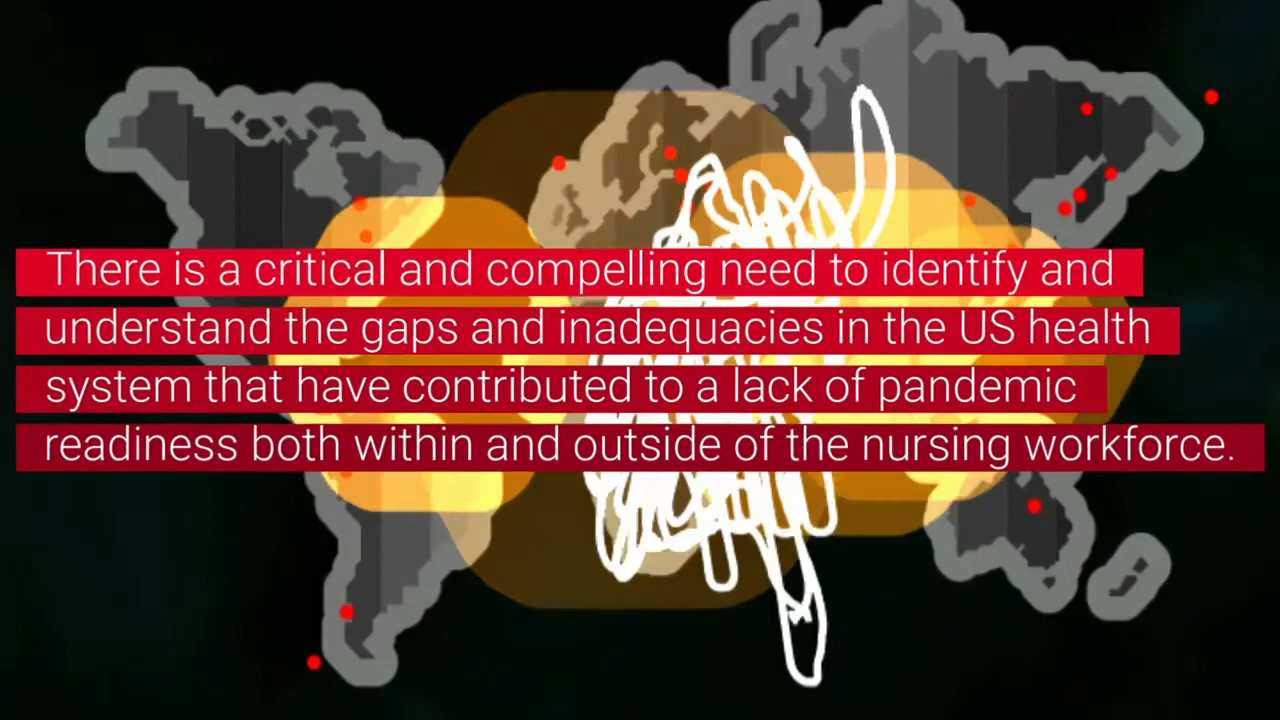 There is a critical and compelling need to identify and
understand the gaps and inadequacies in the US health
system that have contributed to a lack of pandemic
readiness both within and outside of the nursing workforce.